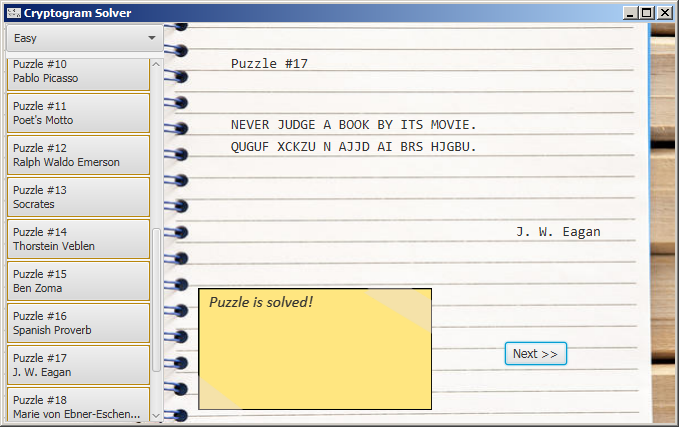 Cryptogram Solver
Easy
Puzzle #10
Pablo Picasso
Puzzle #11
Poet's Motto
Puzzle #12
Ralph Waldo Emerson
Puzzle #13
Socrates
Puzzle #14
Thorstein Veblen
Puzzle #15
Ben Zoma
Puzzle #16
Spanish Proverb
Puzzle #17
J. W. Eagan
Puzzle #18
Marie von Ebner-Eschen...
Puzzle #17
NEVER JUDGE A BOOK BY ITS MOVIE.
QUGUF XCKZU N AJJD AI BRS HJGBU.
J. W. Eagan
Puzzle is solved!
Next >>